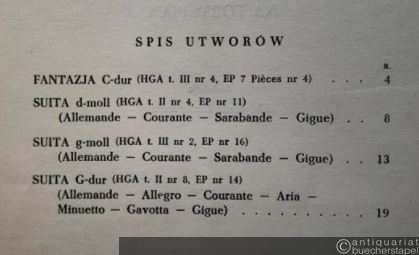 SPIS UTWORÓW
s.
FANTAZJA C-dur (HGA t. III nr 4, EP 7 Pièces nr 4) . . . 4
SUITA d-moll (HGA t. II nr 4, EP nr 11)
(Allemande — Courante — Sarabande — Gigue) . . 8
SUITA g-moll (HGA t. III nr 2, EP nr 16)
(Allemande — Courante — Sarabande — Gigue) . . 13
SUITA G-dur (HGA t. II nr 8, EP nr 14)
(Allemande — Allegro — Courante — Aria —
Minuetto — Gavotta — Gigue) . . . . . . . . . . 19
antiquariat
buecherstapel